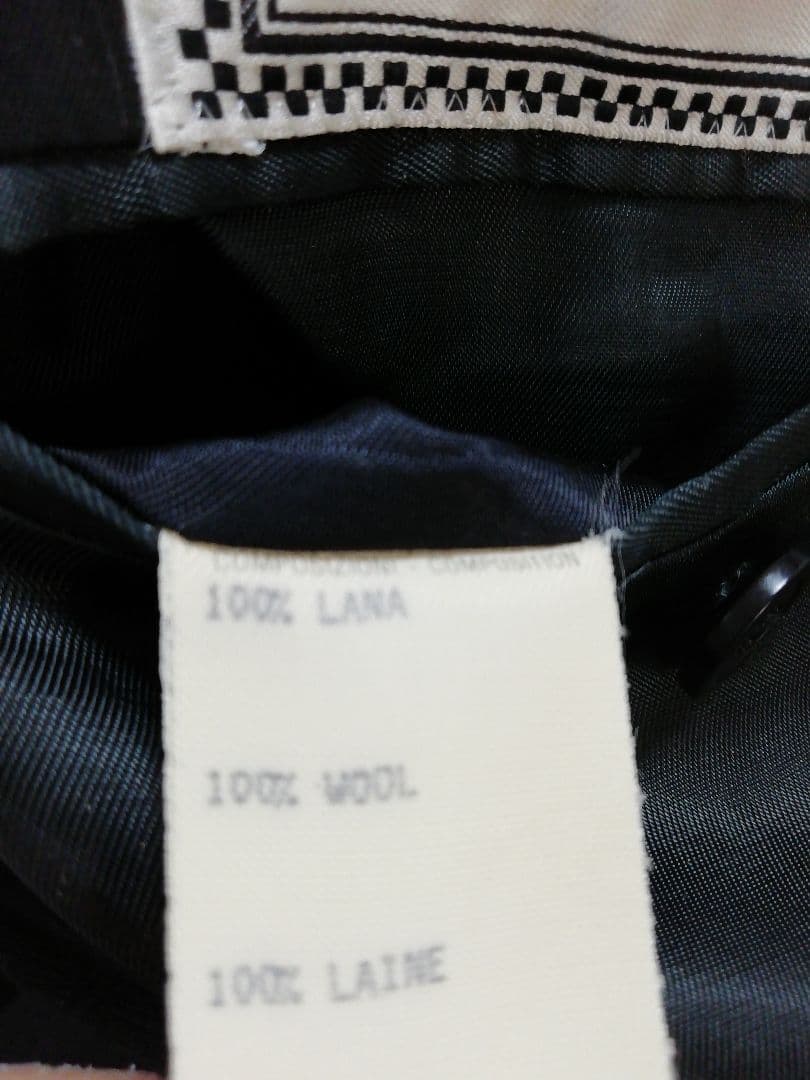 COMPOSIZIONI - COMPOSITION
100% LANA
100% WOOL
100% LAINE